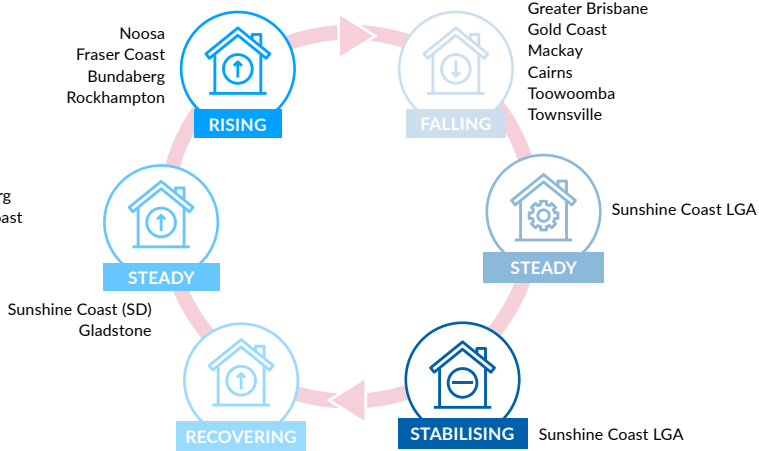 Noosa
Fraser Coast
Bundaberg
Rockhampton
RISING
Greater Brisbane
Gold Coast
Mackay
Cairns
Toowoomba
Townsville
FALLING
STEADY
Sunshine Coast LGA
STEADY
Sunshine Coast (SD)
Gladstone
RECOVERING
STABILISING
Sunshine Coast LGA